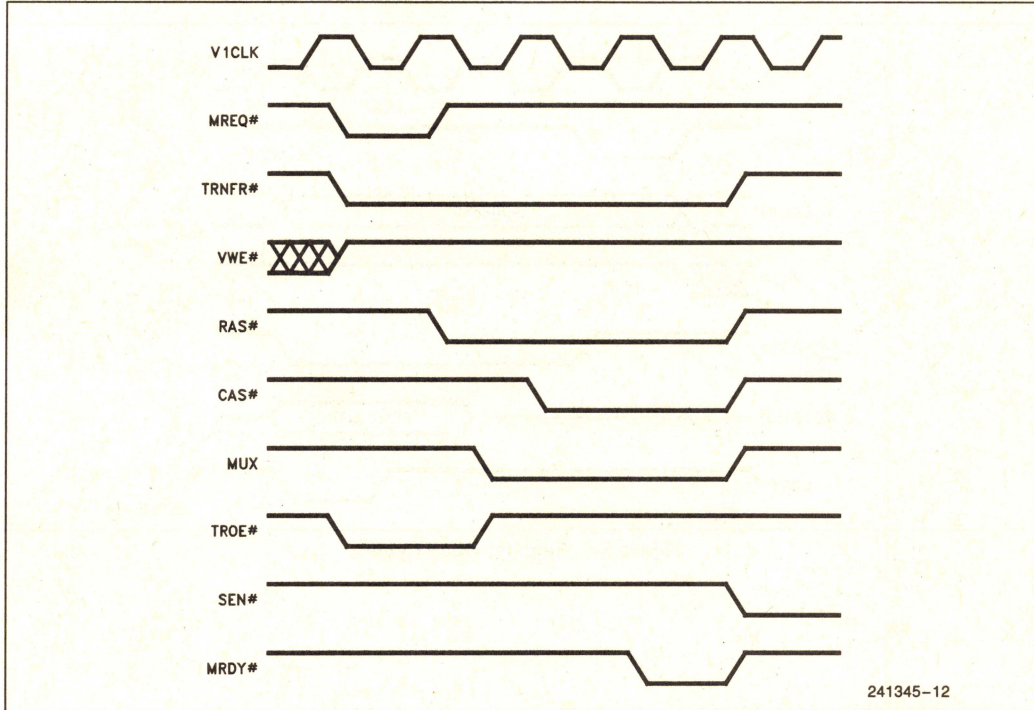 V1CLK
MREQ#
TRNFR#
VWE#
RAS#
CAS#
MUX
TROE#
SEN#
MRDY#
241345-12